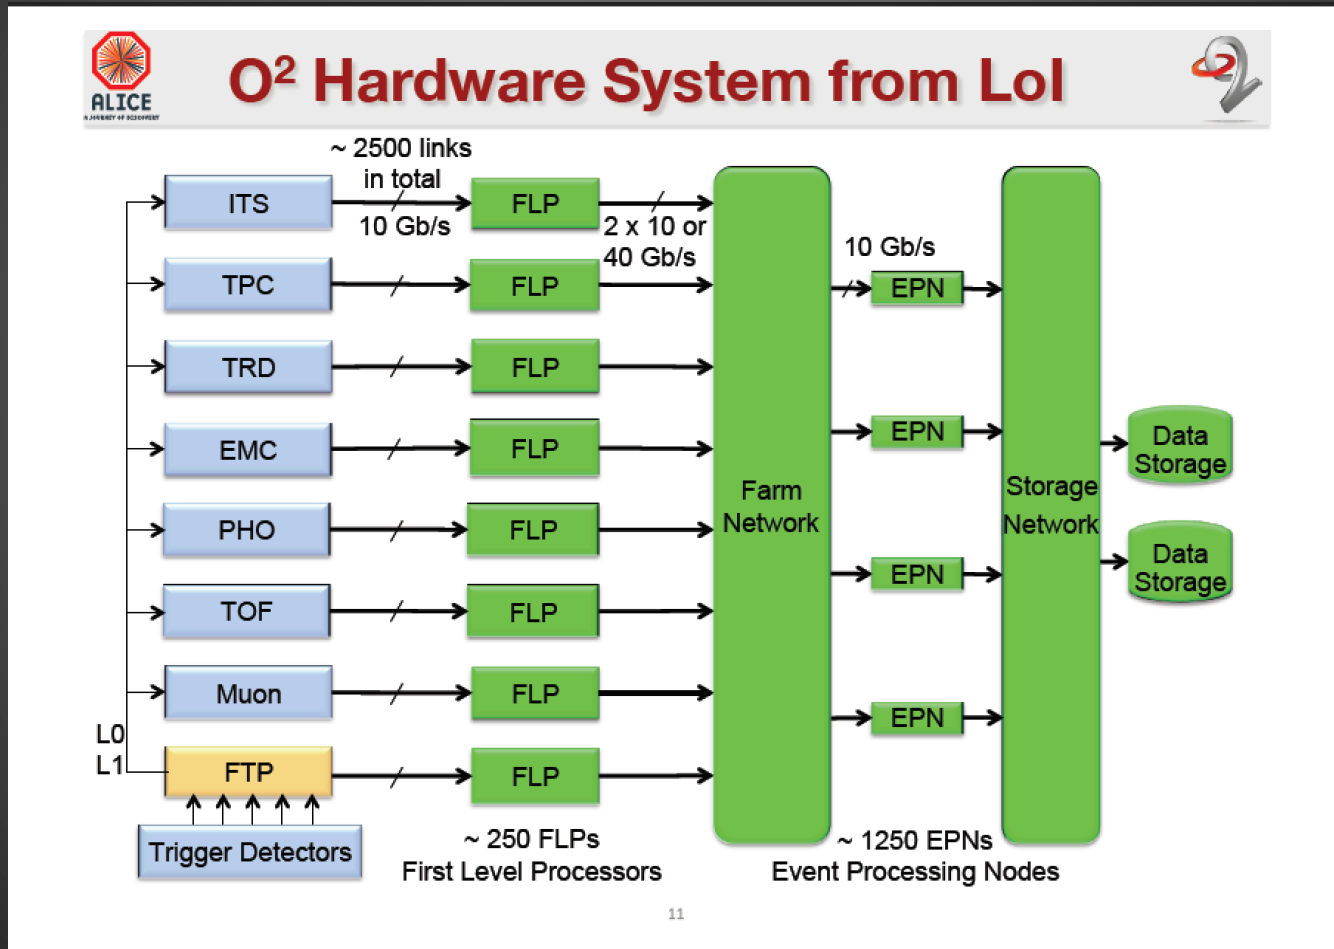 O² Hardware System from LoI
ALICE
A JOURNEY OF DISCOVERY
~ 2500 links
in total
ITS
10 Gb/s
FLP
2 x 10 or
40 Gb/s
TPC
FLP
10 Gb/s
EPN
TRD
FLP
EMC
FLP
EPN
Data
Storage
PHO
FLP
Farm
Network
Storage
Network
EPN
Data
Storage
TOF
FLP
Muon
FLP
EPN
L0
L1
FTP
FLP
Trigger Detectors
~ 250 FLPs
First Level Processors
~ 1250 EPNs
Event Processing Nodes
11